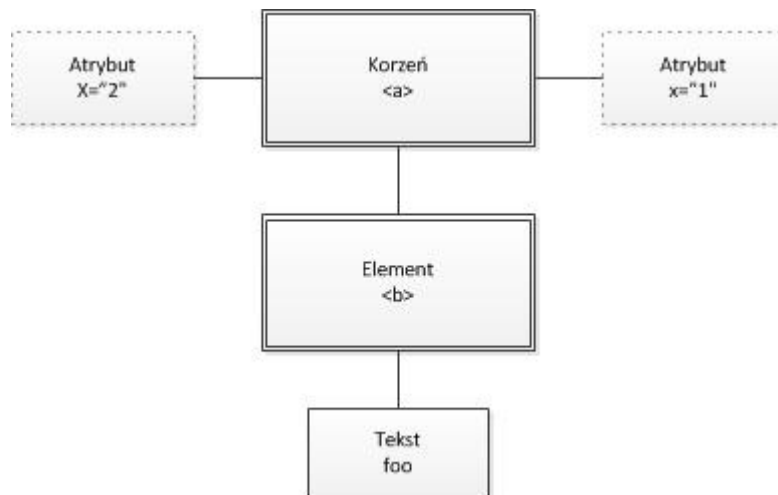 Atrybut
X="2"
Korzeń
<a>
Atrybut
x="1"
Element
<b>
Tekst
foo